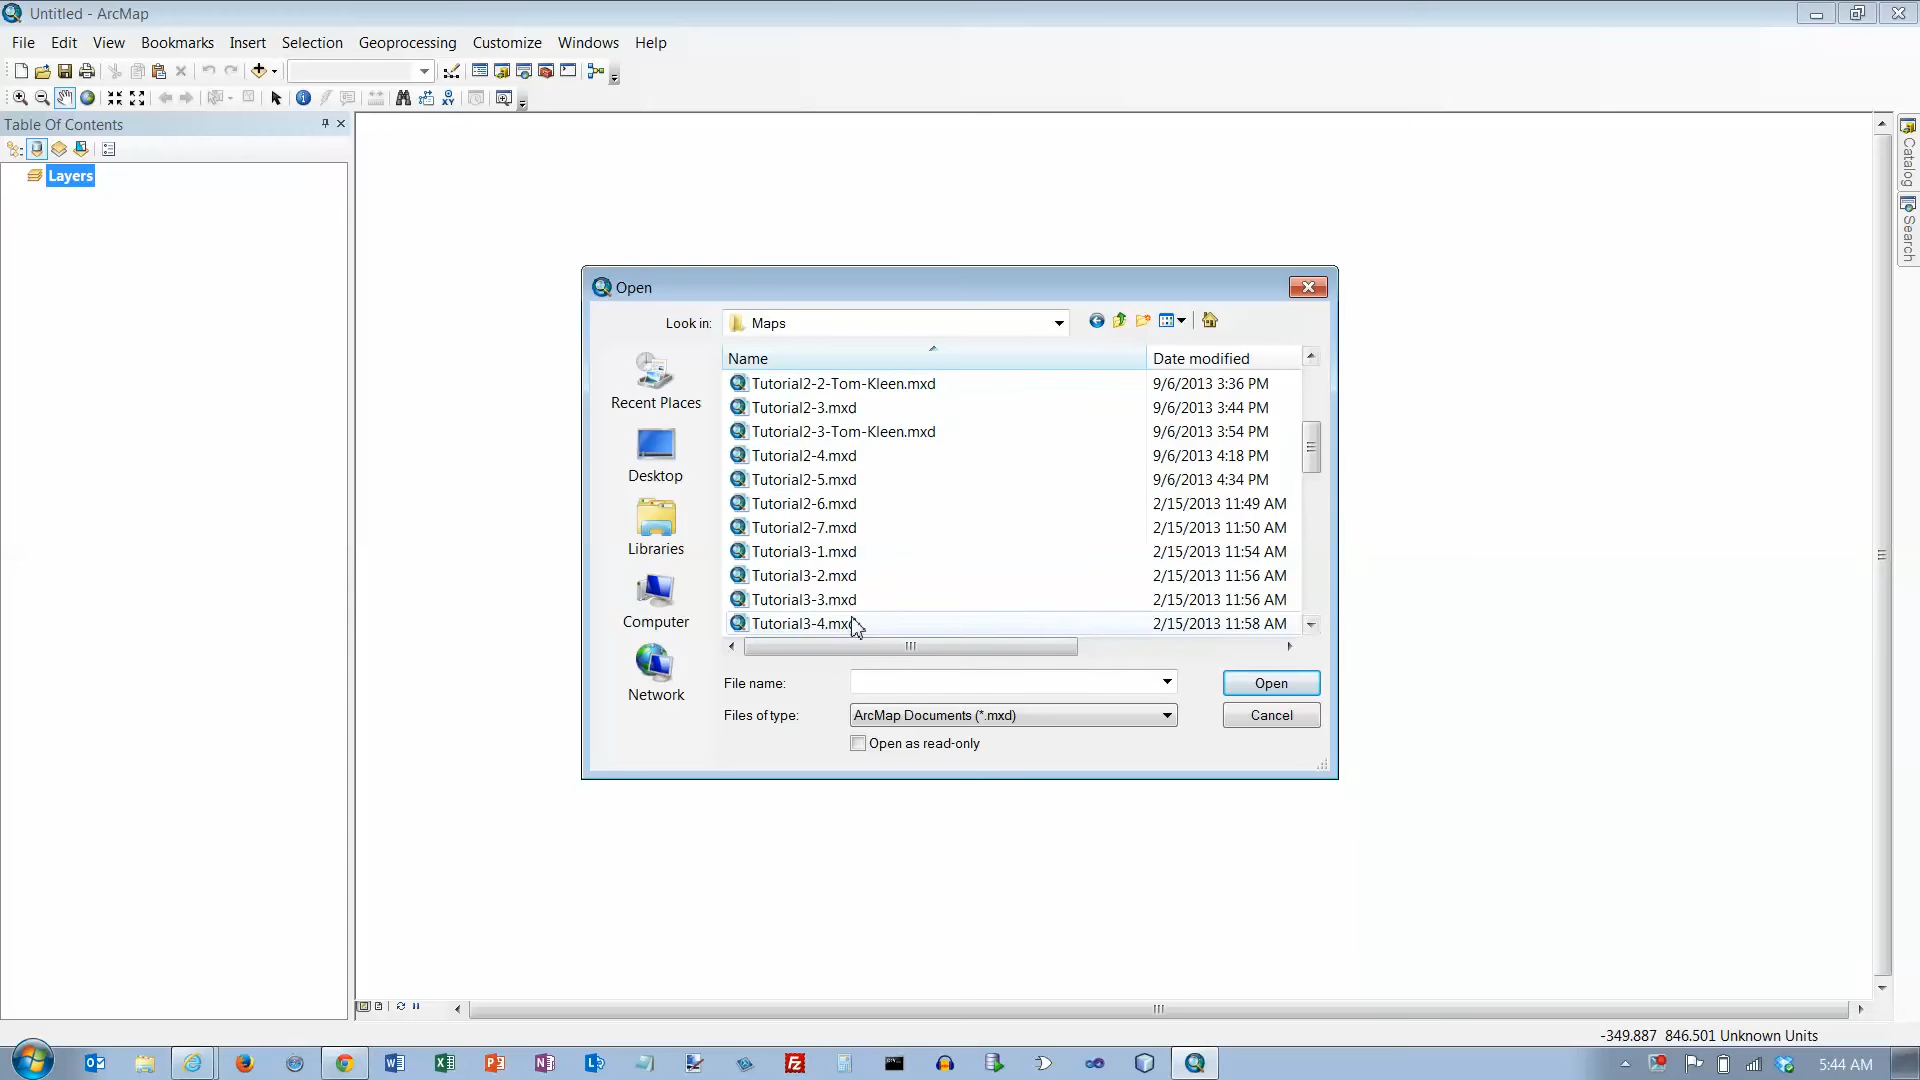 Untitled - ArcMap
File Edit View Bookmarks Insert Selection Geoprocessing Customize Windows Help
Table Of Contents
Layers
Catalog
Search
Open
Look in: Maps
Name Date modified
Tutorial2-2-Tom-Kleen.mxd 9/6/2013 3:36 PM
Tutorial2-3.mxd 9/6/2013 3:44 PM
Tutorial2-3-Tom-Kleen.mxd 9/6/2013 3:54 PM
Tutorial2-4.mxd 9/6/2013 4:18 PM
Tutorial2-5.mxd 9/6/2013 4:34 PM
Tutorial2-6.mxd 2/15/2013 11:49 AM
Tutorial2-7.mxd 2/15/2013 11:50 AM
Tutorial3-1.mxd 2/15/2013 11:54 AM
Tutorial3-2.mxd 2/15/2013 11:56 AM
Tutorial3-3.mxd 2/15/2013 11:56 AM
Tutorial3-4.mxd 2/15/2013 11:58 AM
Recent Places
Desktop
Libraries
Computer
Network
File name: Open
Files of type: ArcMap Documents (*.mxd) Cancel
Open as read-only
-349.887 846.501 Unknown Units
5:44 AM